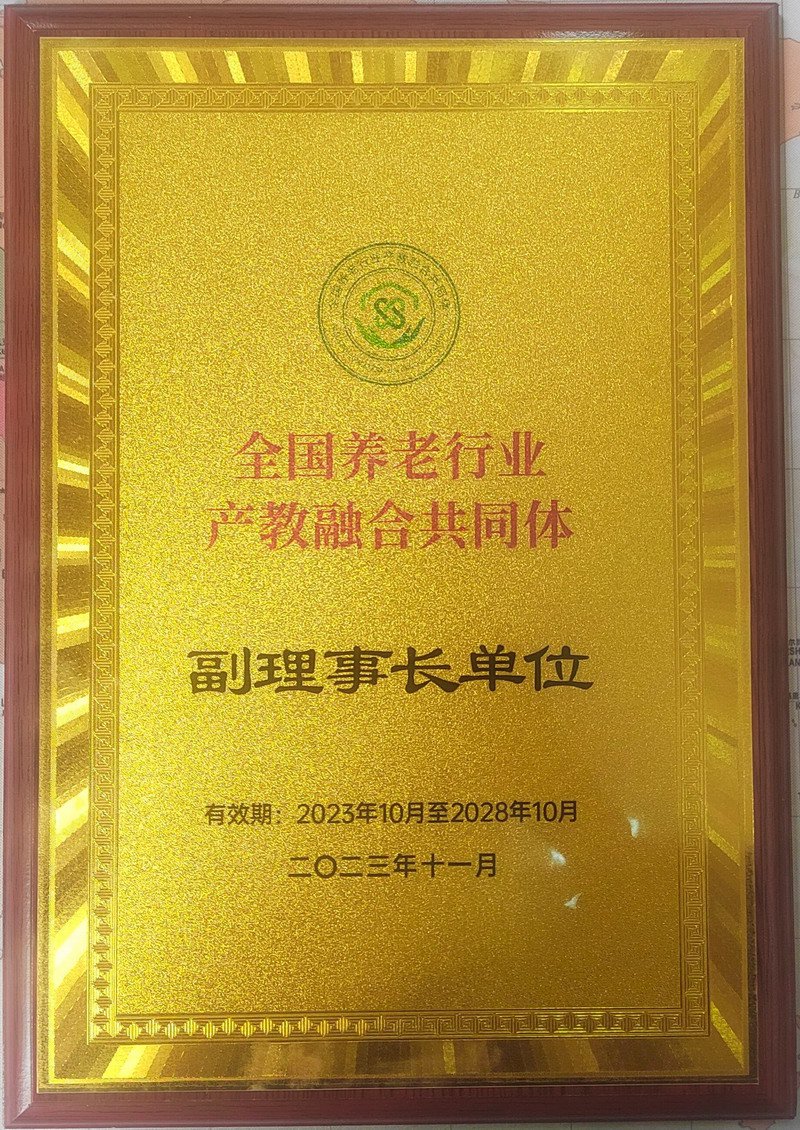 全国养老行业
产教融合共同体
副理事长单位
有效期：2023年10月至2028年10月
二〇二三年十一月